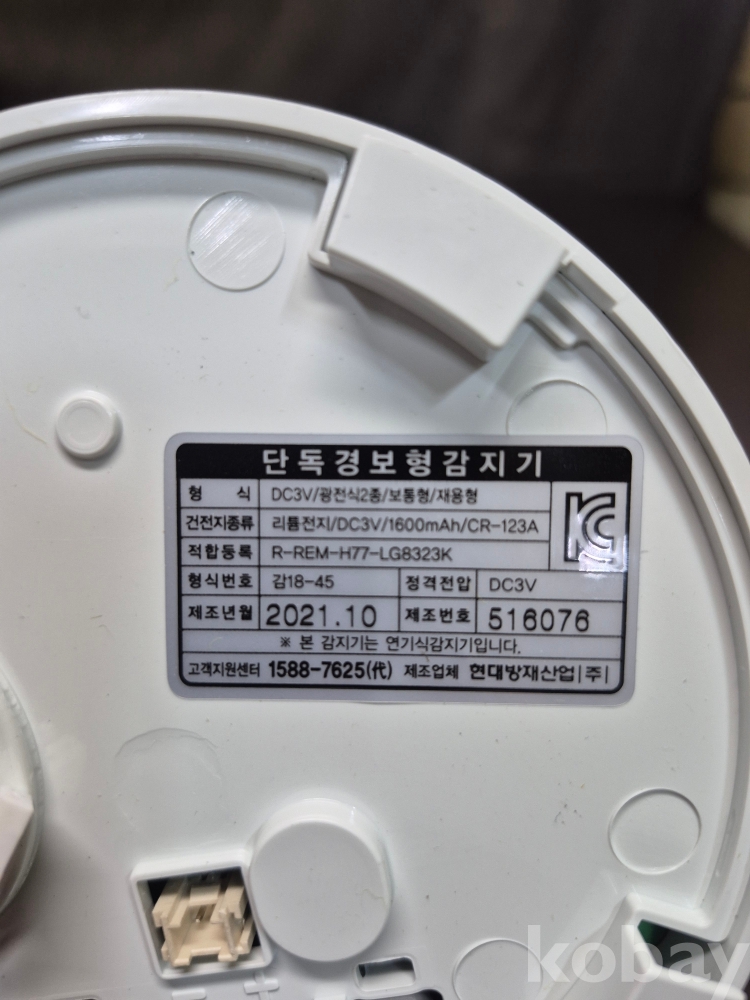 단독경보형감지기
형 식 DC3V/광전식2종/보통형/재용형
건전지종류 리튬전지/DC3V/1600mAh/CR-123A
적합등록 R-REM-H77-LG8323K
형식번호 감18-45 정격전압 DC3V
제조년월 2021.10 제조번호 516076
※ 본 감지기는 연기식감지기입니다.
고객지원센터 1588-7625(代) 제조업체 현대방재산업|주|
kobay